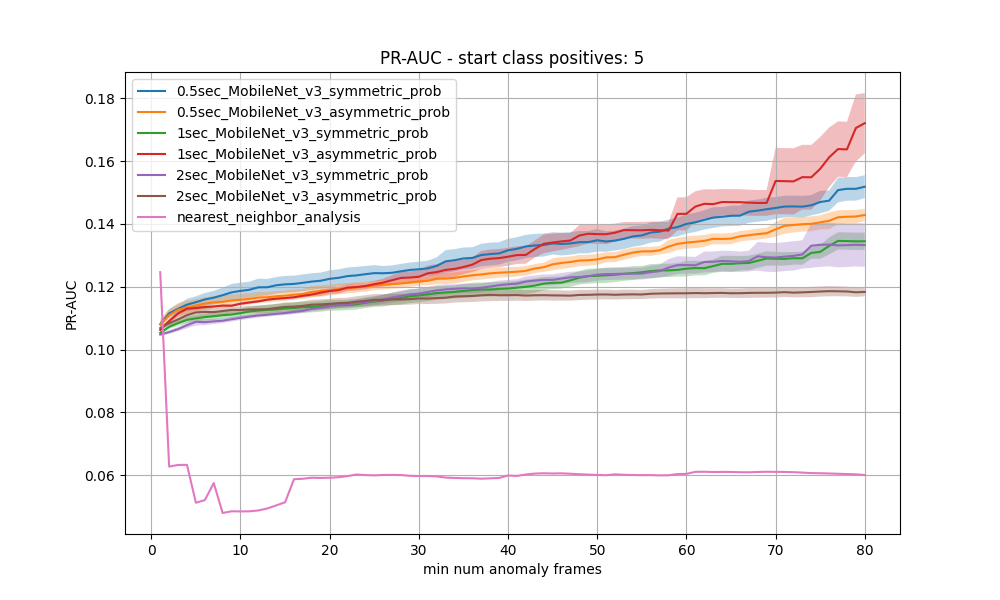 PR-AUC - start class positives: 5
0.5sec_MobileNet_v3_symmetric_prob
0.5sec_MobileNet_v3_asymmetric_prob
1sec_MobileNet_v3_symmetric_prob
1sec_MobileNet_v3_asymmetric_prob
2sec_MobileNet_v3_symmetric_prob
2sec_MobileNet_v3_asymmetric_prob
nearest_neighbor_analysis
PR-AUC
0.18
0.16
0.14
0.12
0.10
0.08
0.06
0 10 20 30 40 50 60 70 80
min num anomaly frames